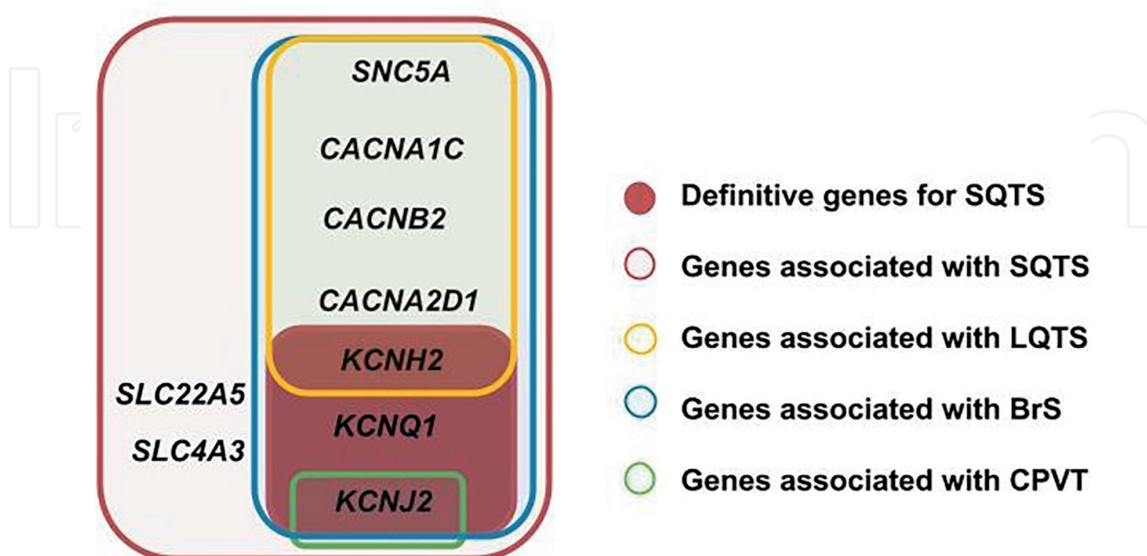 SNC5A
CACNA1C
CACNB2
CACNA2D1
KCNH2
SLC22A5
KCNQ1
SLC4A3
KCNJ2
Definitive genes for SQTS
Genes associated with SQTS
Genes associated with LQTS
Genes associated with BrS
Genes associated with CPVT